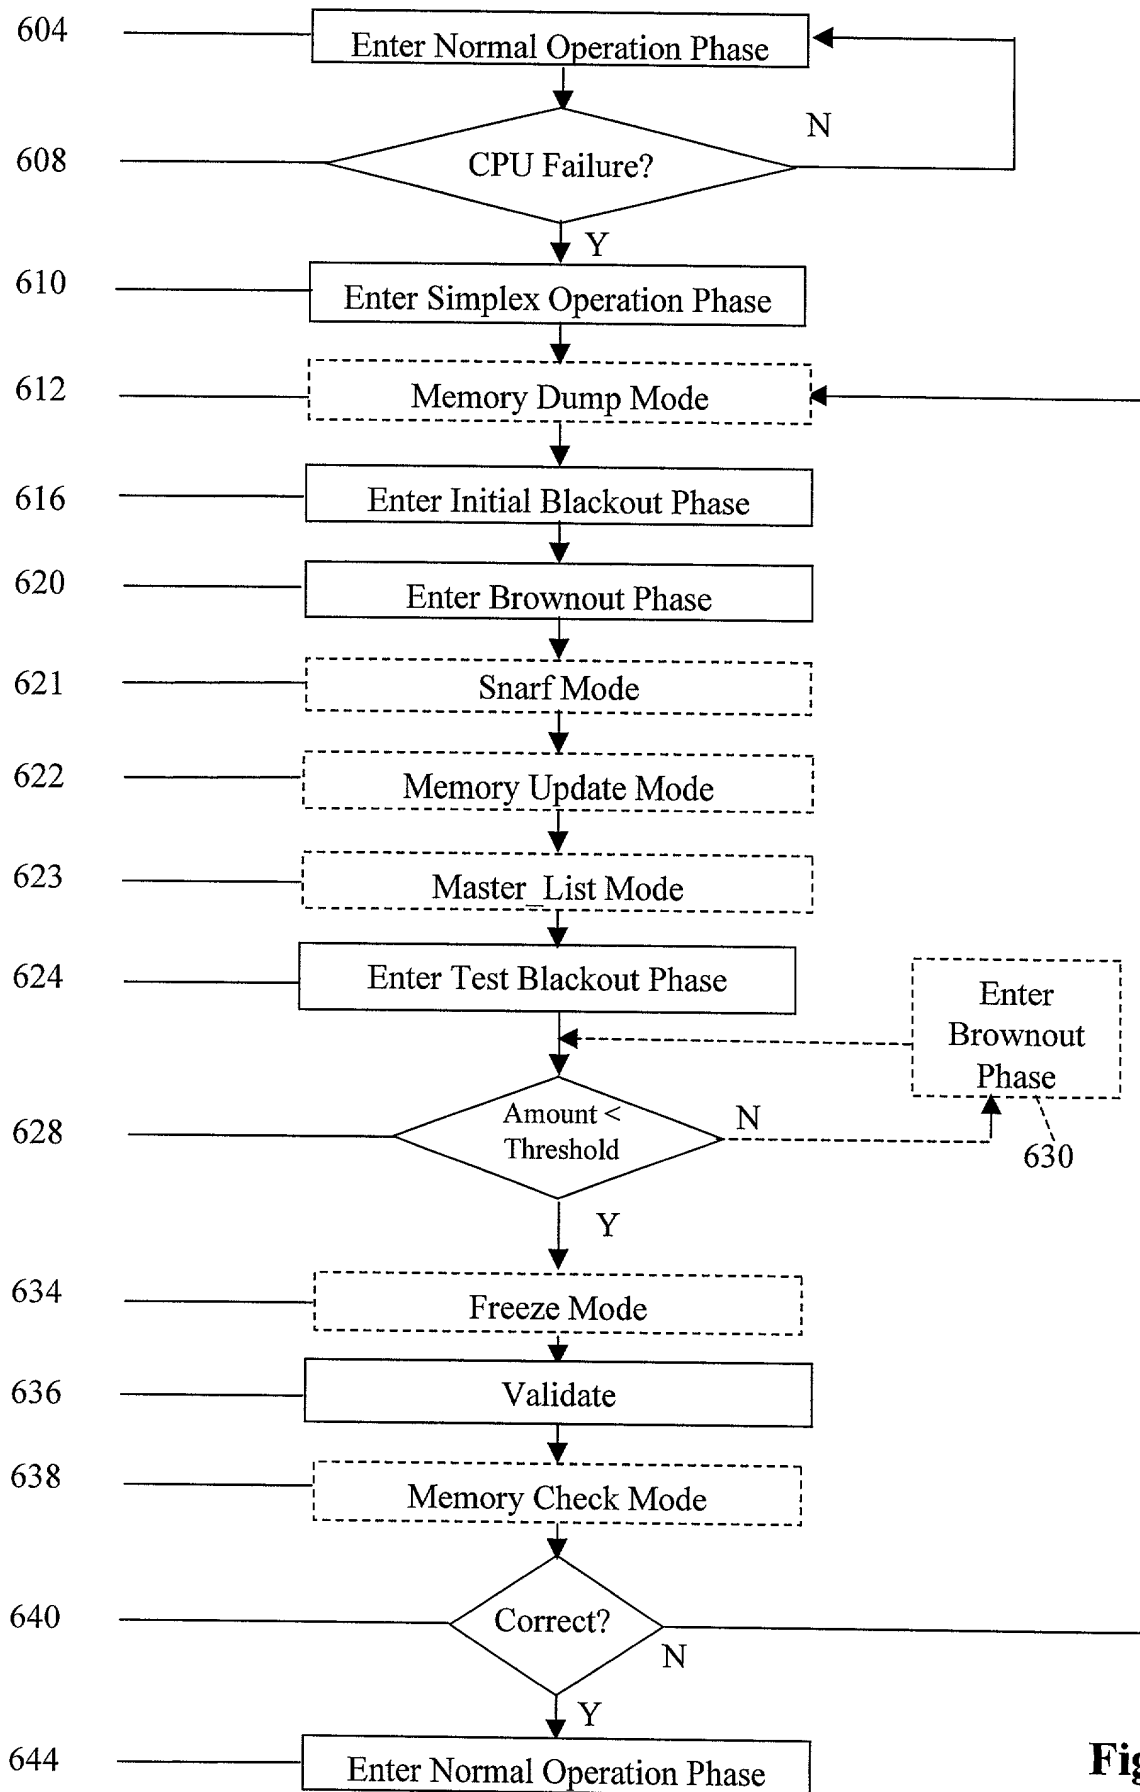 604
Enter Normal Operation Phase
N
608
CPU Failure?
Y
610
Enter Simplex Operation Phase
612
Memory Dump Mode
616
Enter Initial Blackout Phase
620
Enter Brownout Phase
621
Snarf Mode
622
Memory Update Mode
623
Master_List Mode
624
Enter Test Blackout Phase
Enter
Brownout
Phase
628
Amount <
Threshold
N
630
Y
634
Freeze Mode
636
Validate
638
Memory Check Mode
640
Correct?
N
Y
644
Enter Normal Operation Phase
Fig